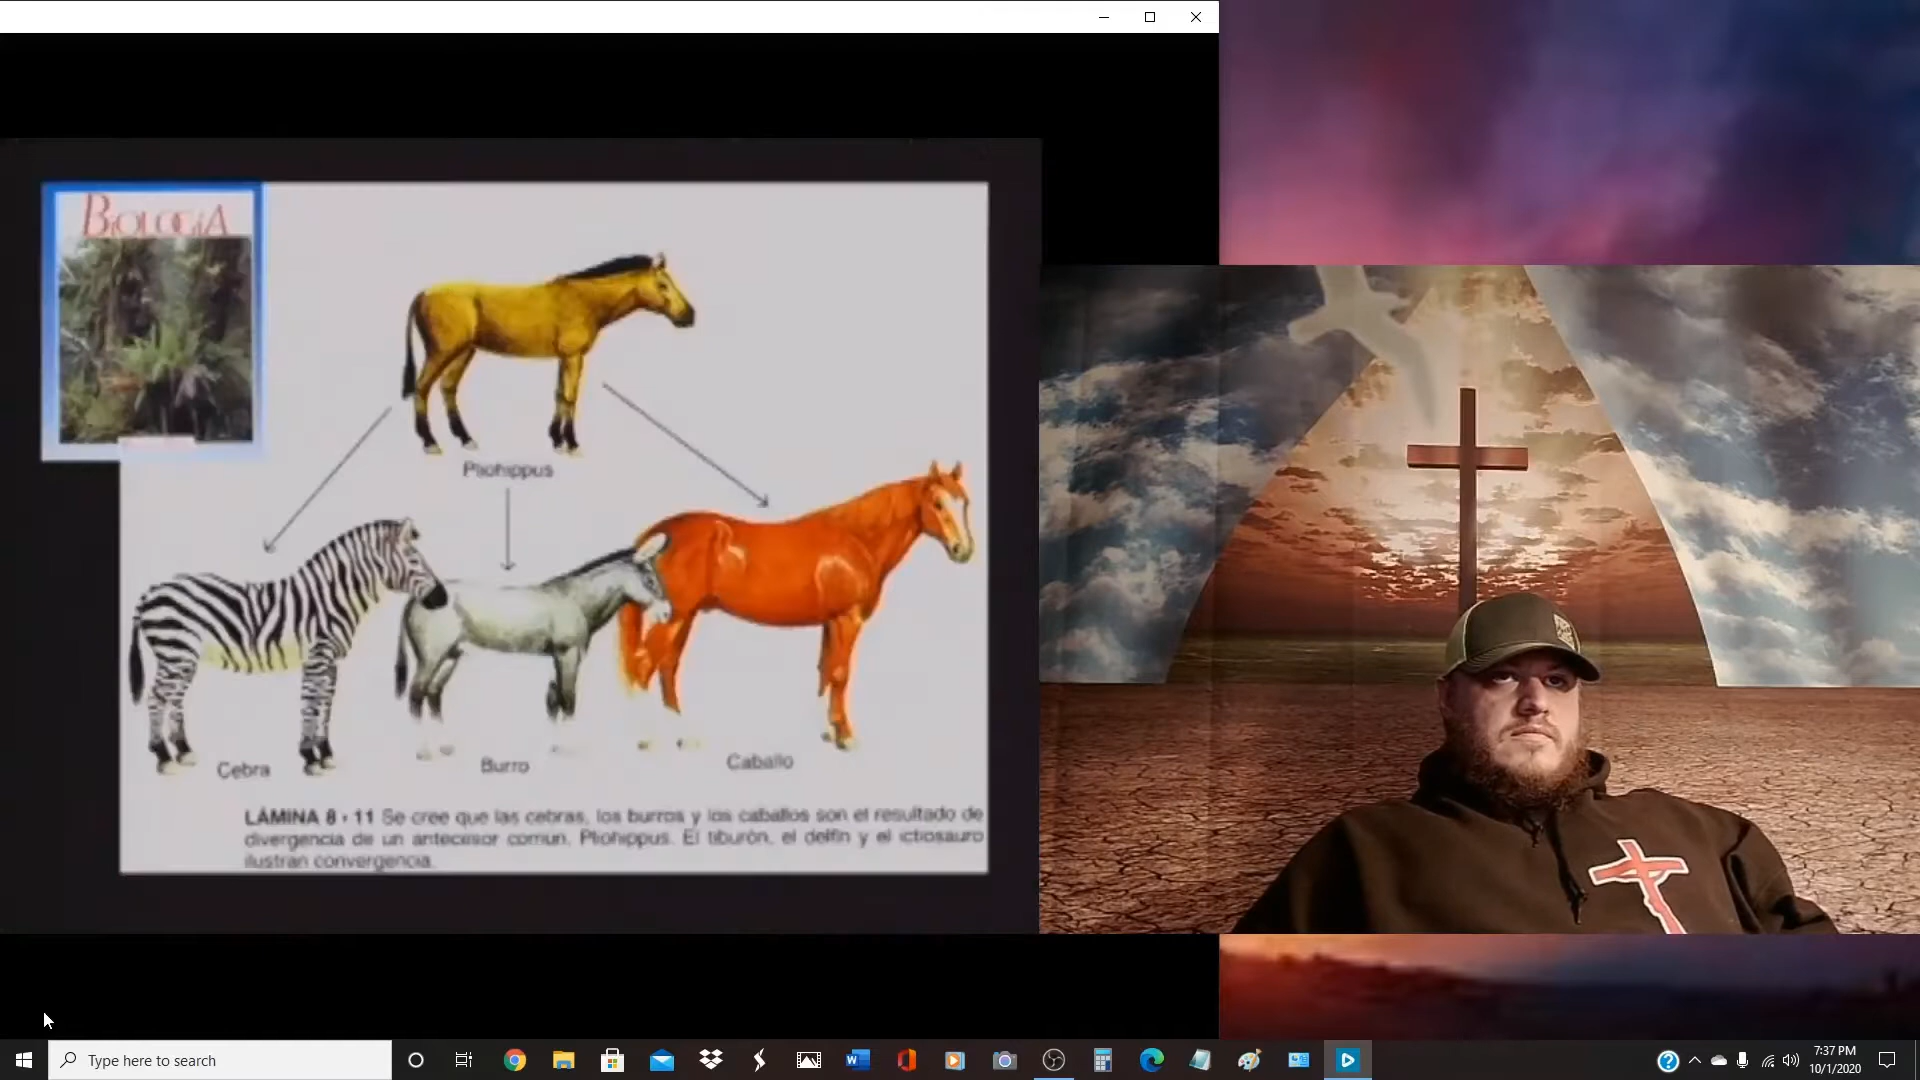 BIOLOGIA
Pliohippus
Cebra
Burro
Caballo
LÁMINA 8 - 11 Se cree que las cebras, los burros y los caballos son el resultado de
divergencia de un antecesor comun, Pliohippus. El tiburón, el delfín y el ictiosauro
ilustran convergencia.
Type here to search
7:37 PM
10/1/2020